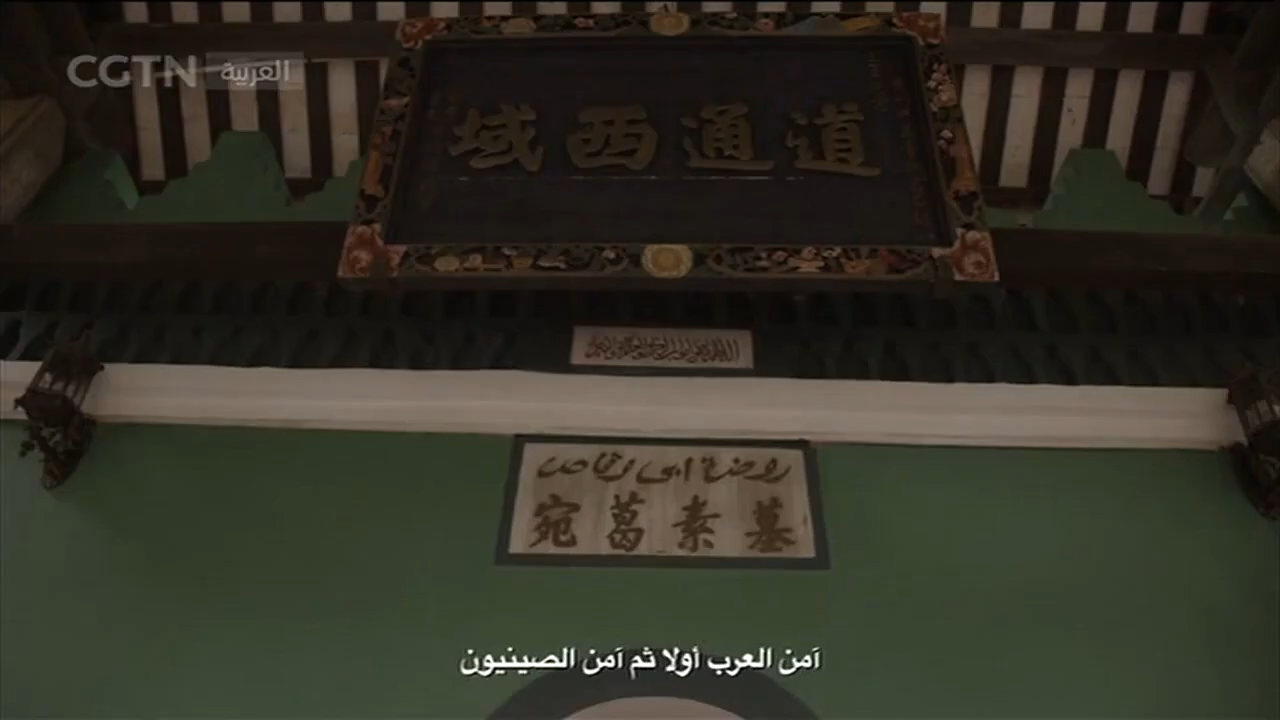 CGTN العربية
道通西域
روضة ابى وقاص
宛葛素墓
آمن العرب أولا ثم آمن الصينيون